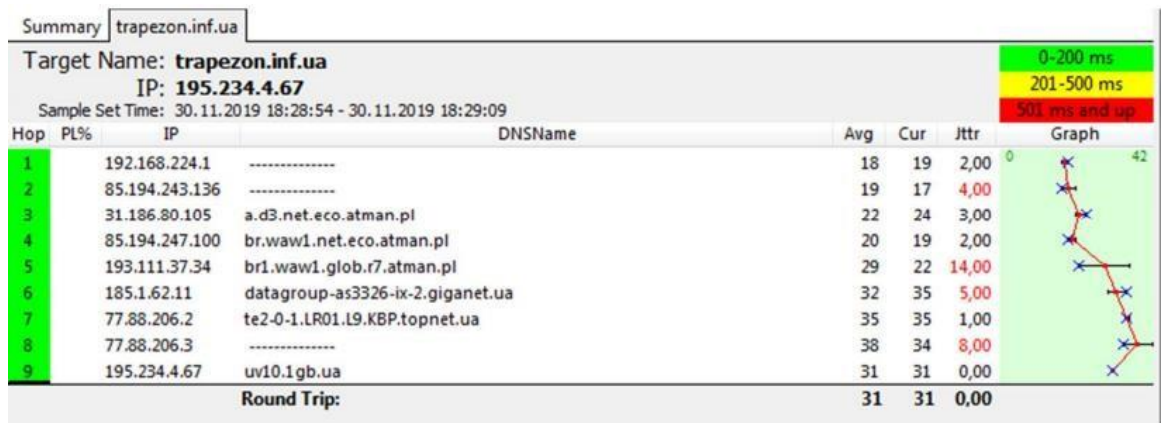 Summary trapezon.inf.ua
Target Name: trapezon.inf.ua
0-200 ms
IP: 195.234.4.67
201-500 ms
Sample Set Time: 30.11.2019 18:28:54 - 30.11.2019 18:29:09
501 ms and up
Hop PL% IP DNSName Avg Cur Jttr Graph
1 192.168.224.1 -------------- 18 19 2,00 0 42
2 85.194.243.136 -------------- 19 17 4,00
3 31.186.80.105 a.d3.net.eco.atman.pl 22 24 3,00
4 85.194.247.100 br.waw1.net.eco.atman.pl 20 19 2,00
5 193.111.37.34 br1.waw1.glob.r7.atman.pl 29 22 14,00
6 185.1.62.11 datagroup-as3326-ix-2.giganet.ua 32 35 5,00
7 77.88.206.2 te2-0-1.LR01.L9.KBP.topnet.ua 35 35 1,00
8 77.88.206.3 -------------- 38 34 8,00
9 195.234.4.67 uv10.1gb.ua 31 31 0,00
Round Trip: 31 31 0,00